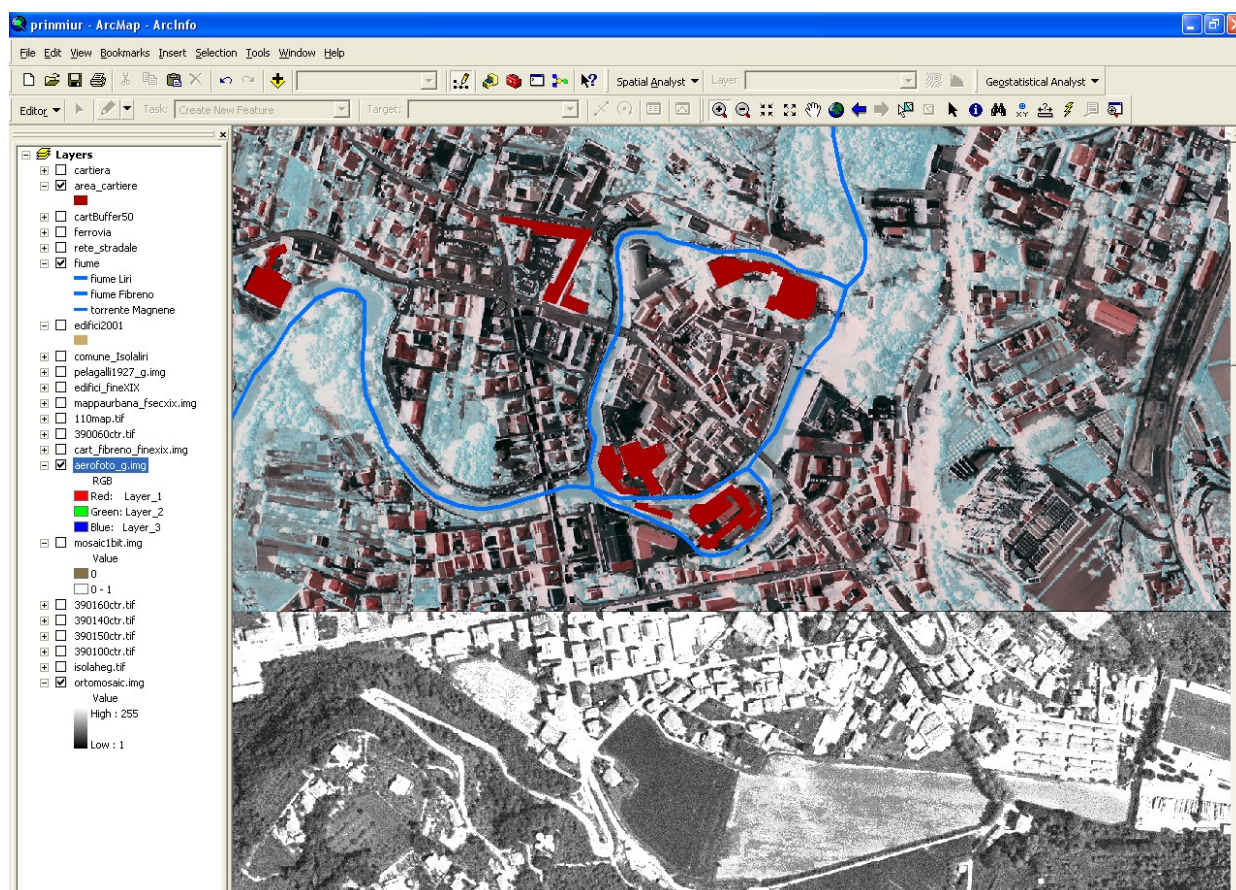 prinmiur - ArcMap - ArcInfo
File Edit View Bookmarks Insert Selection Tools Window Help
Spatial Analyst Layer: Geostatistical Analyst
Editor Task: Create New Feature Target:
Layers
cartiera
area_cartiere
cartBuffer50
ferrovia
rete_stradale
fiume
fiume Liri
fiume Fibreno
torrente Magnene
edifici2001
comune_Isolaliri
pelagalli1927_g.img
edifici_fineXIX
mappaurbana_fsecxix.img
110map.tif
390060ctr.tif
cart_fibreno_finexix.img
aerofoto_g.img
RGB
Red: Layer_1
Green: Layer_2
Blue: Layer_3
mosaic1bit.img
Value
0
0 - 1
390160ctr.tif
390140ctr.tif
390150ctr.tif
390100ctr.tif
isolaheg.tif
ortomosaic.img
Value
High : 255
Low : 1